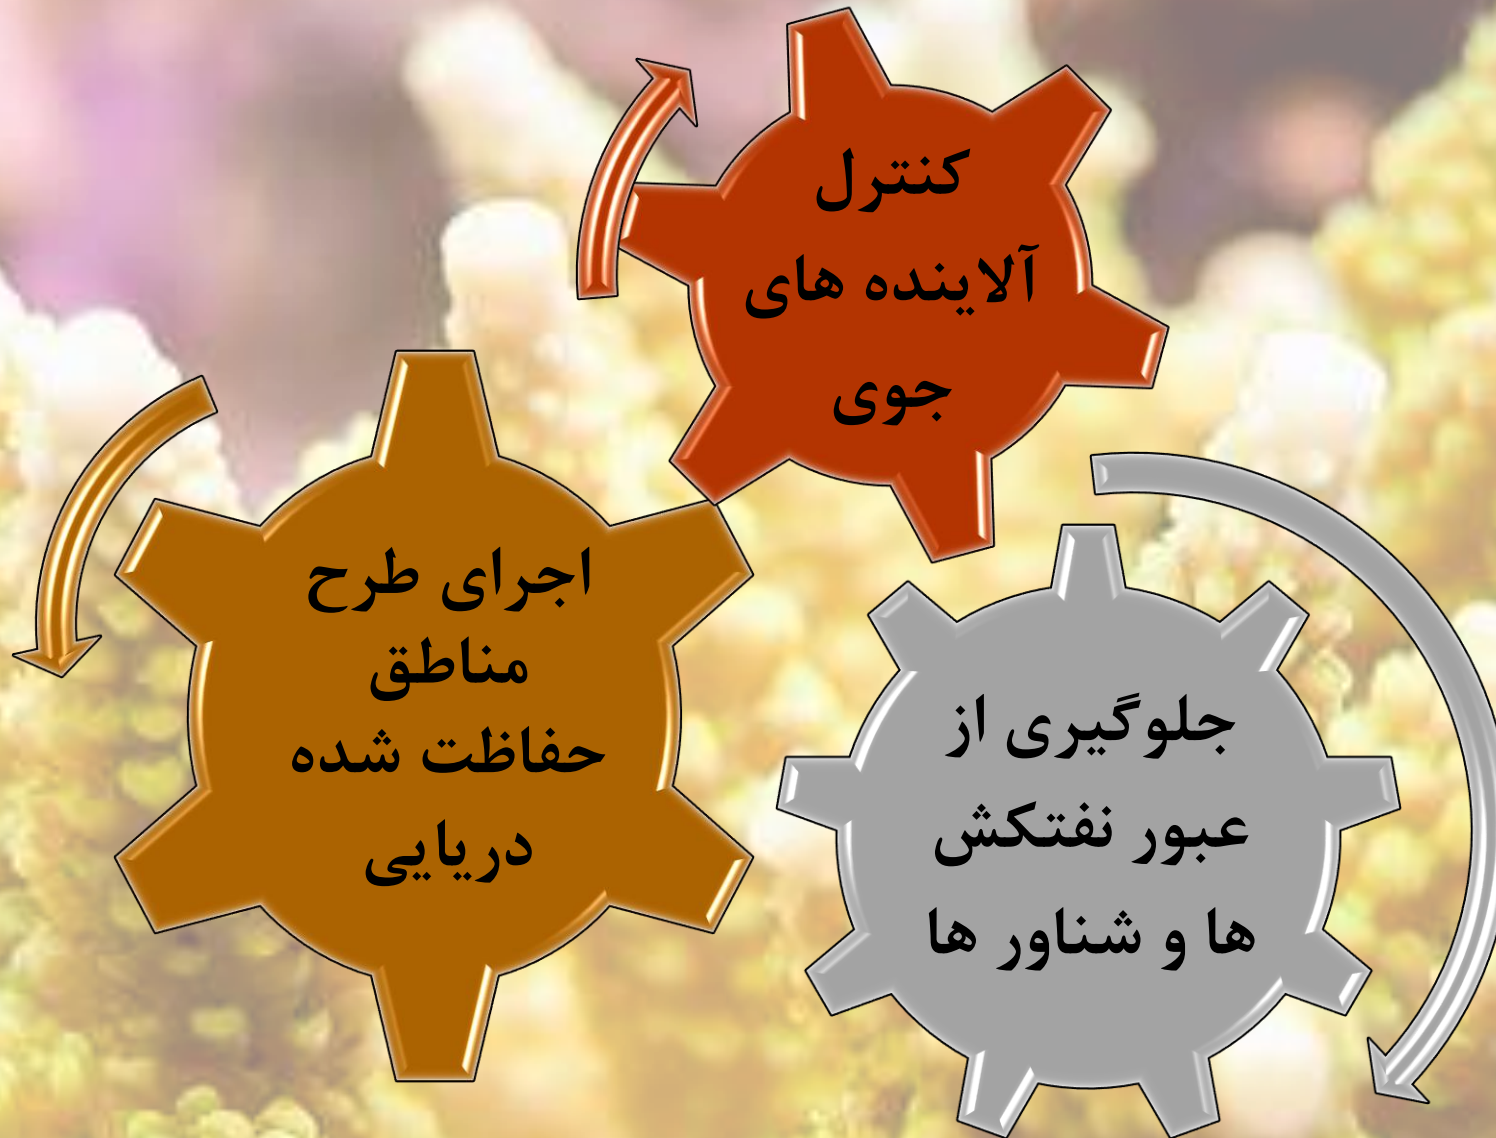 کنترل
آلاینده های
جوی
اجرای طرح
مناطق
حفاظت شده
دریایی
جلوگیری از
عبور نفتکش
ها و شناور ها